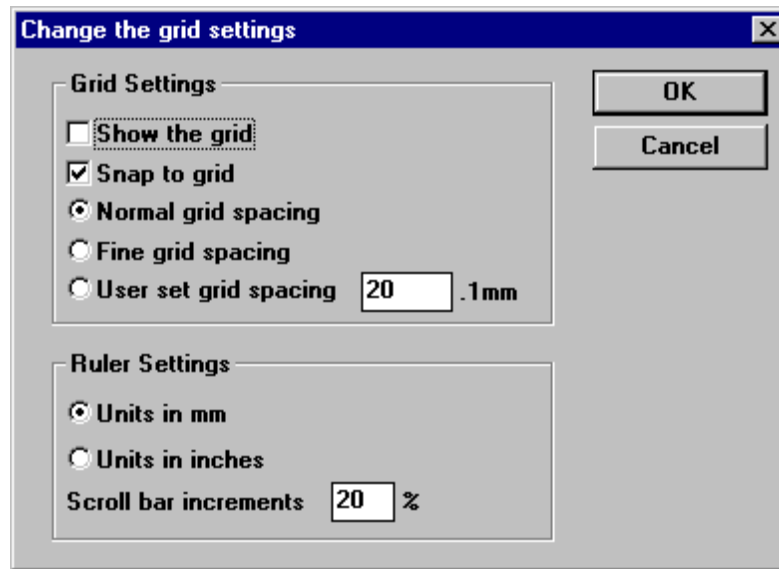 Change the grid settings
Grid Settings
Show the grid
Snap to grid
Normal grid spacing
Fine grid spacing
User set grid spacing 20 .1mm
OK
Cancel
Ruler Settings
Units in mm
Units in inches
Scroll bar increments 20 %